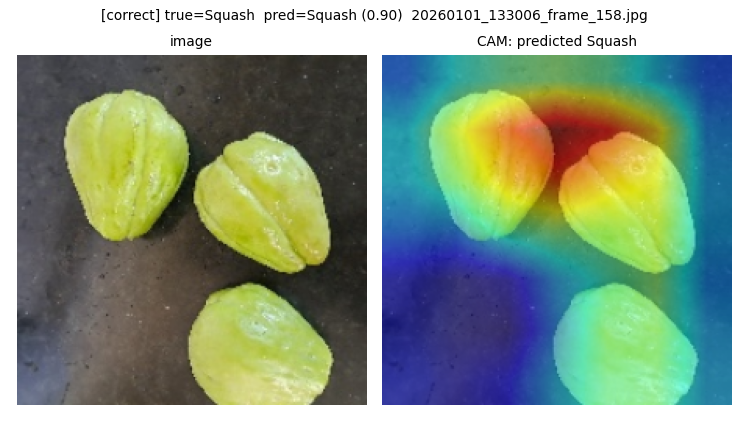 [correct] true=Squash  pred=Squash (0.90)  20260101_133006_frame_158.jpg
image
CAM: predicted Squash